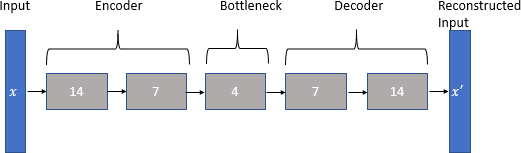 Input
Encoder
Bottleneck
Decoder
Reconstructed
Input
x
14
7
4
7
14
x′